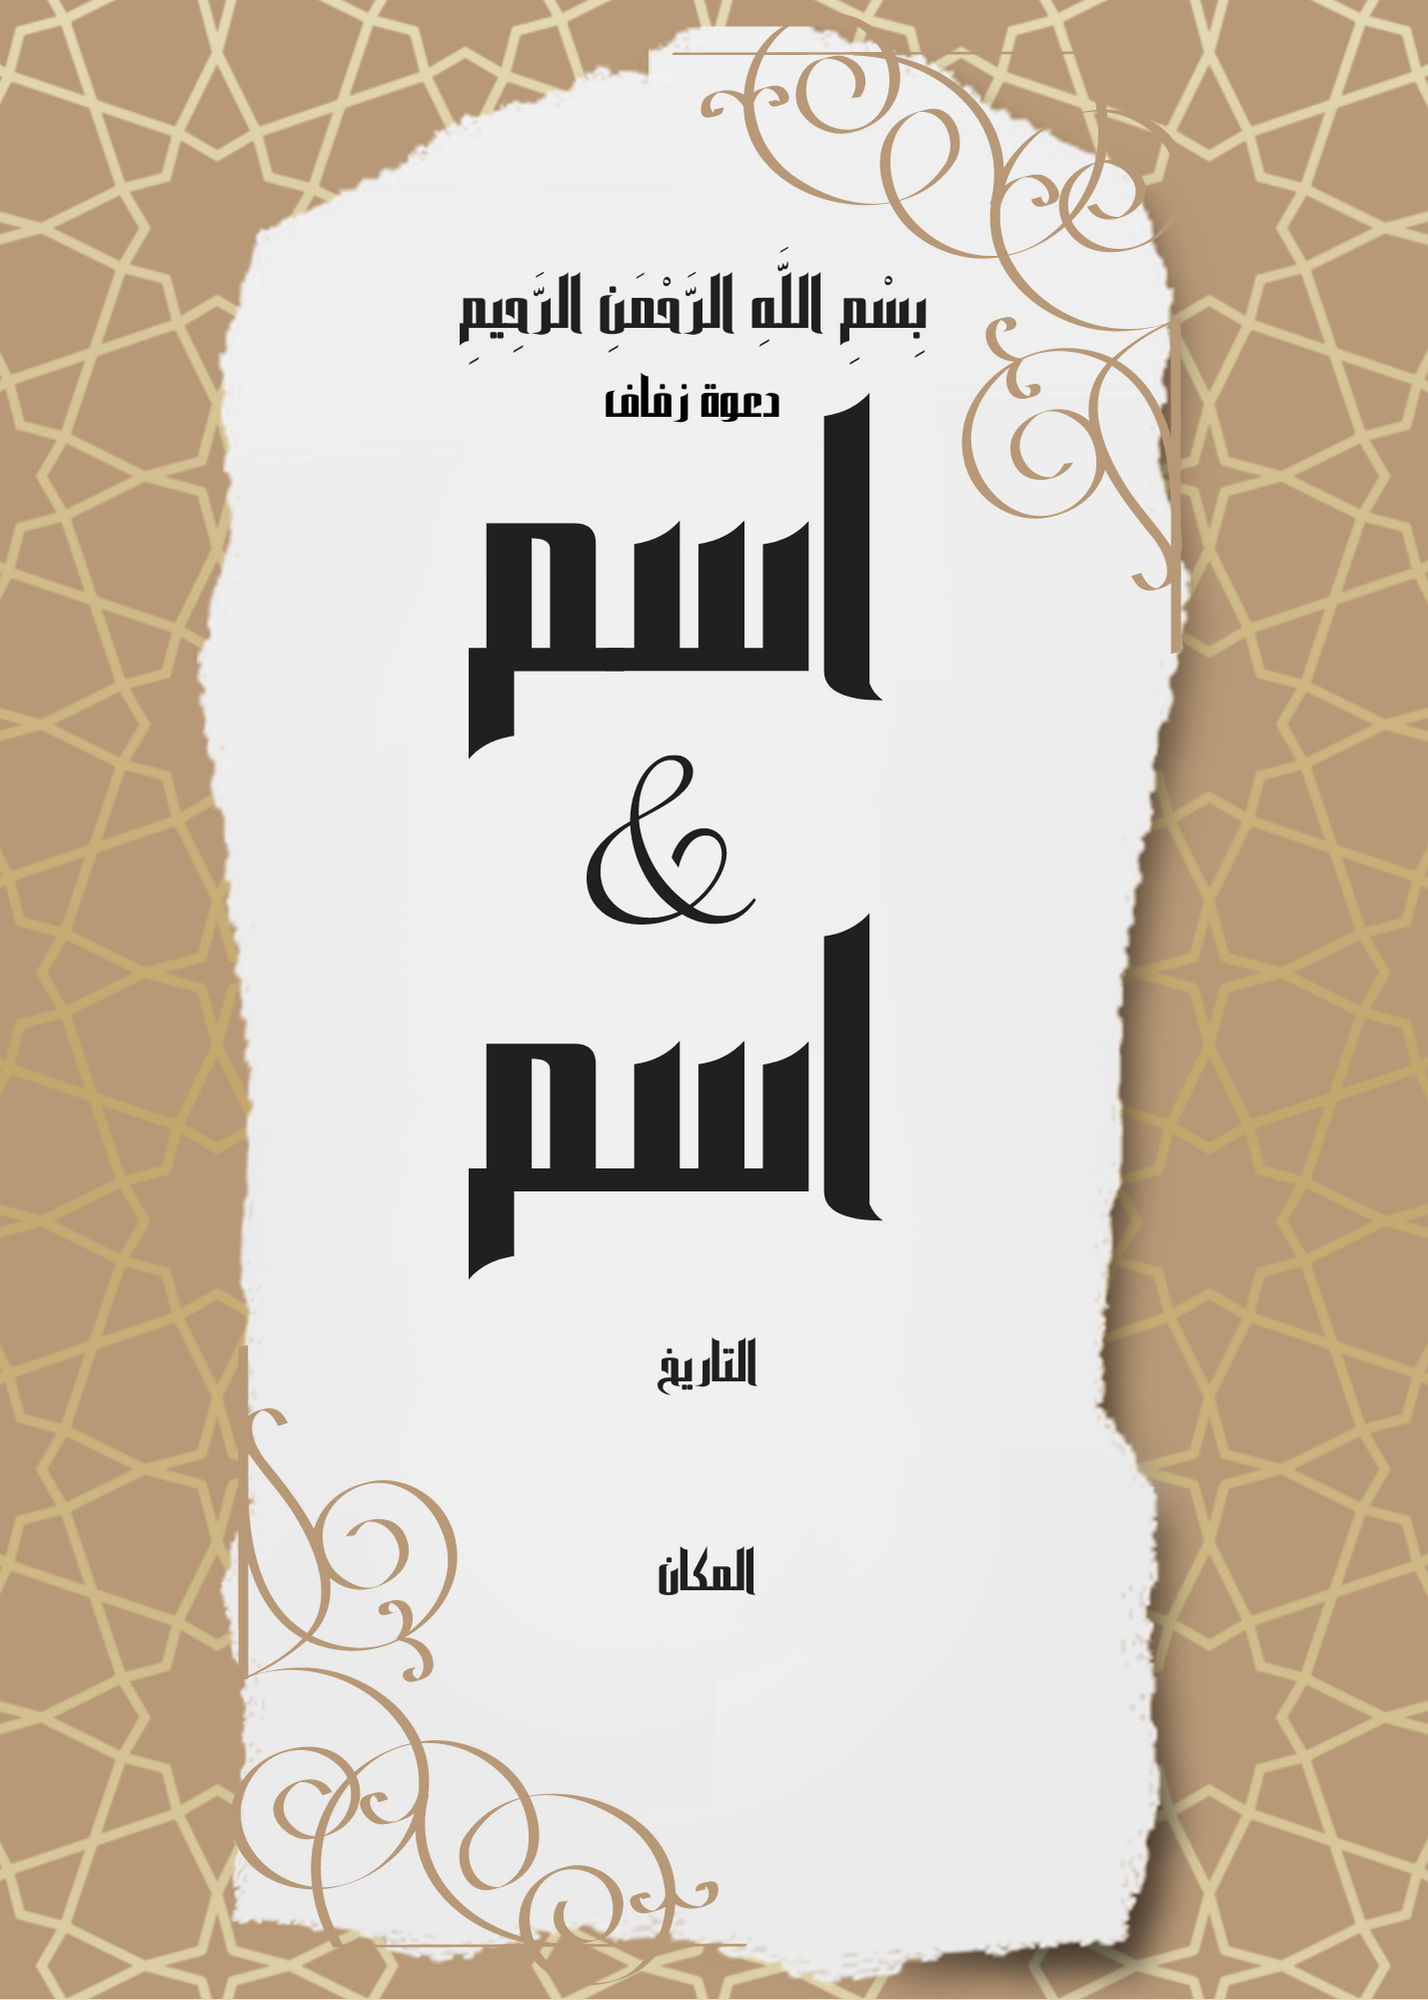 بِسْمِ اللَّهِ الرَّحْمَنِ الرَّحِيمِ
دعوة زفاف
اسم
&
اسم
التاريخ
المكان